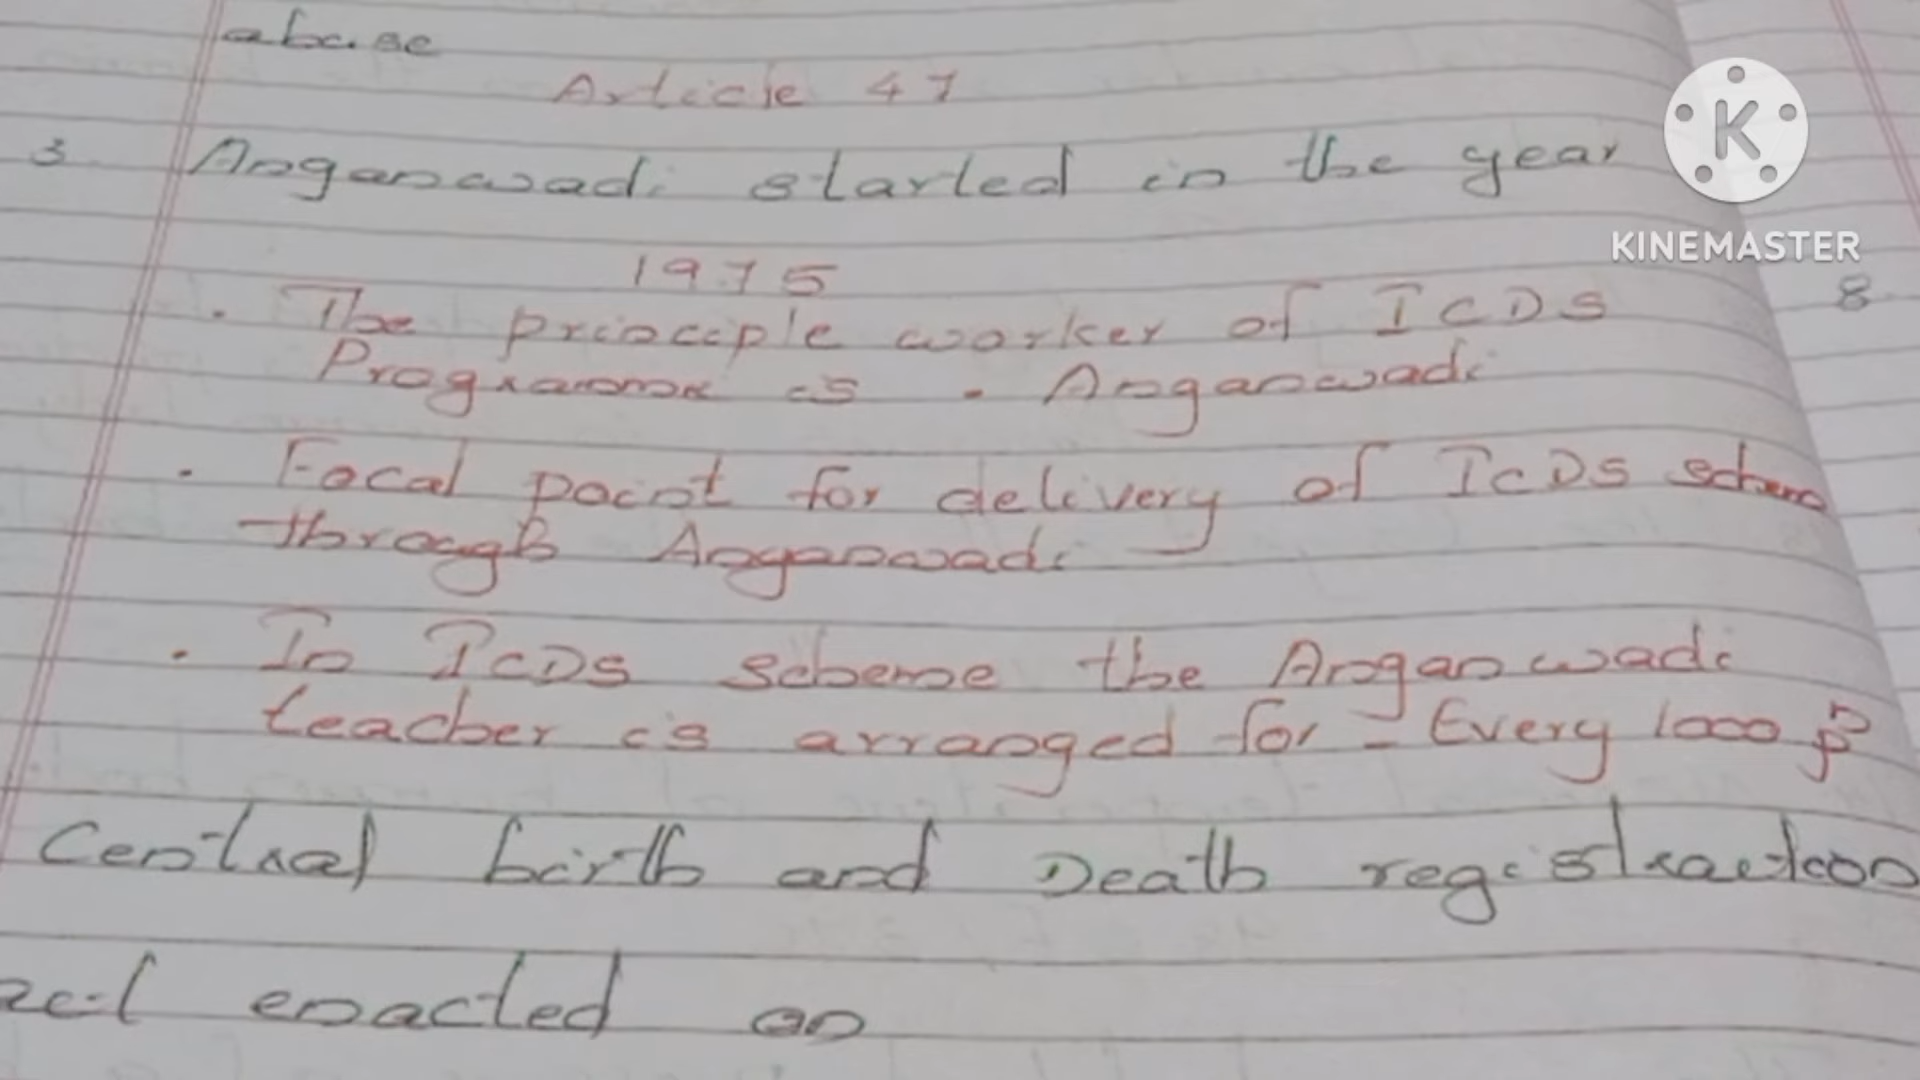 abuse
Article 47
3 Anganwadi started in the year
1975
. The principle worker of ICDS
Programme is - Anganwadi
. Focal point for delivery of ICDS scheme
through Anganwadi
. In ICDS scheme the Anganwadi
teacher is arranged for - Every 1000 p
Central birth and Death registration
act enacted on
8
KINEMASTER